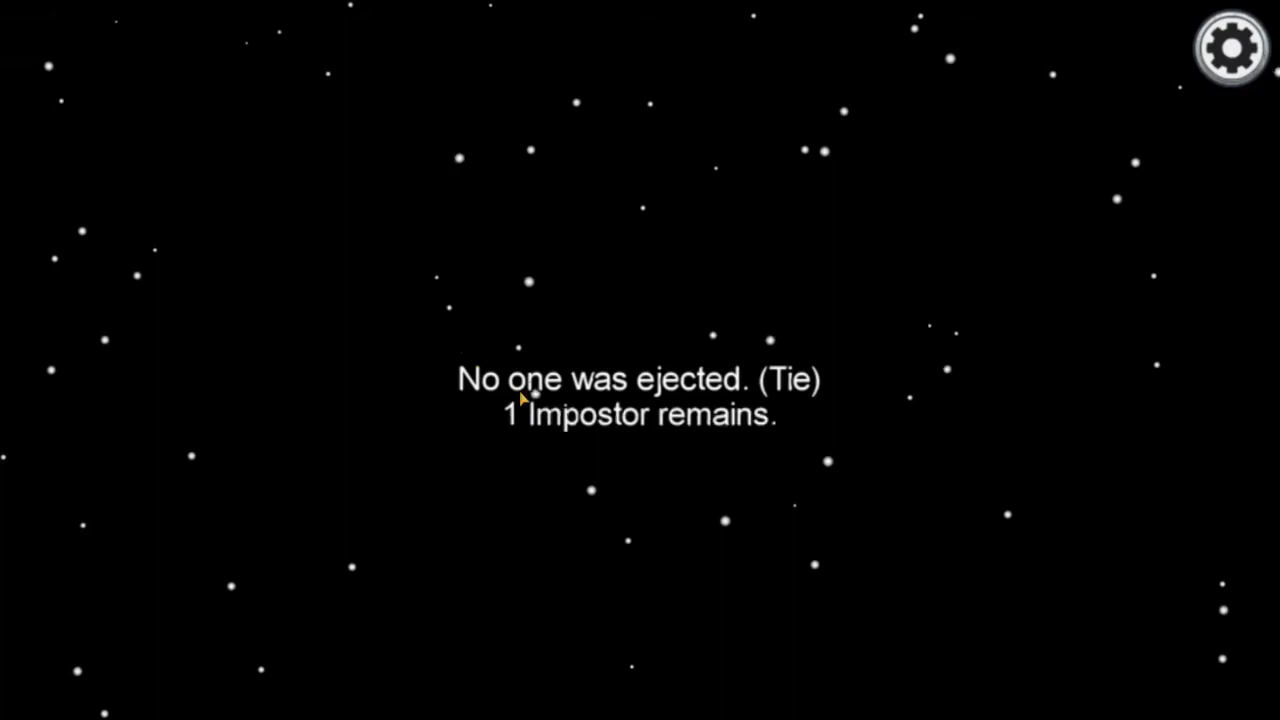 No one was ejected. (Tie)
1 Impostor remains.